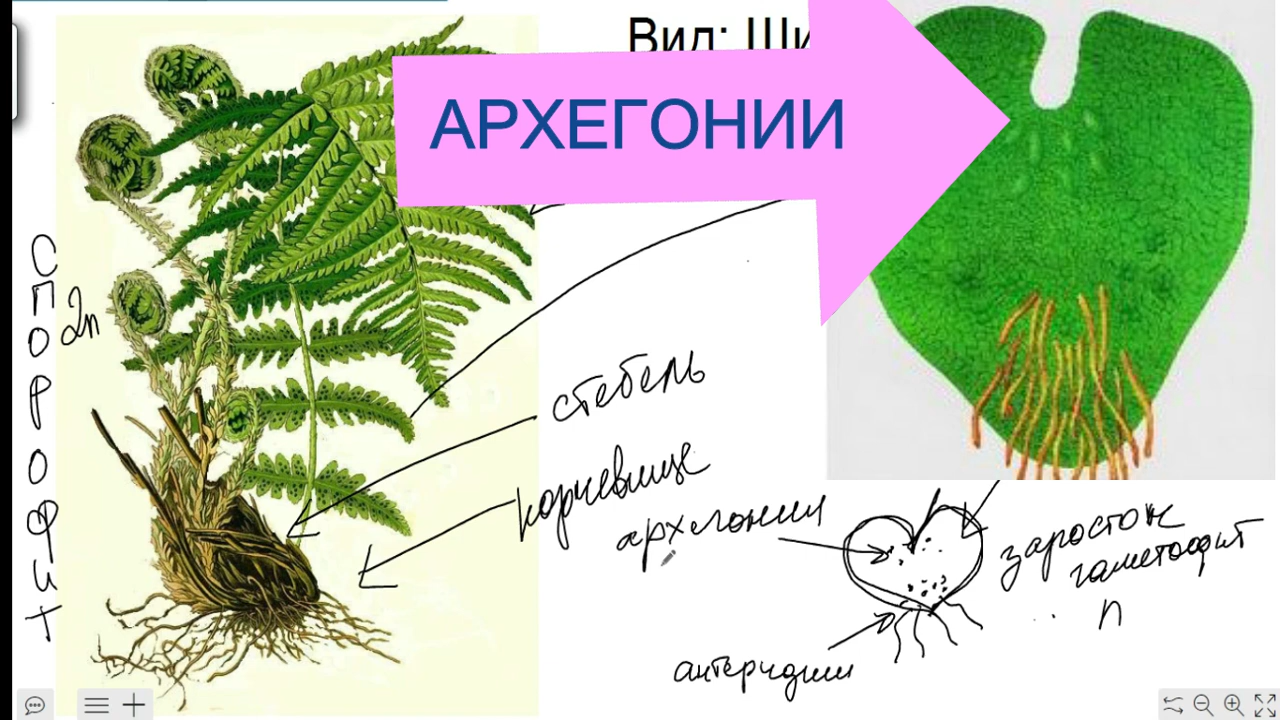 Вид: Щи
АРХЕГОНИИ
СПОРОФИТ
2n
стебель
корневище
архегонии
заросток
гаметофит
n
антеридии